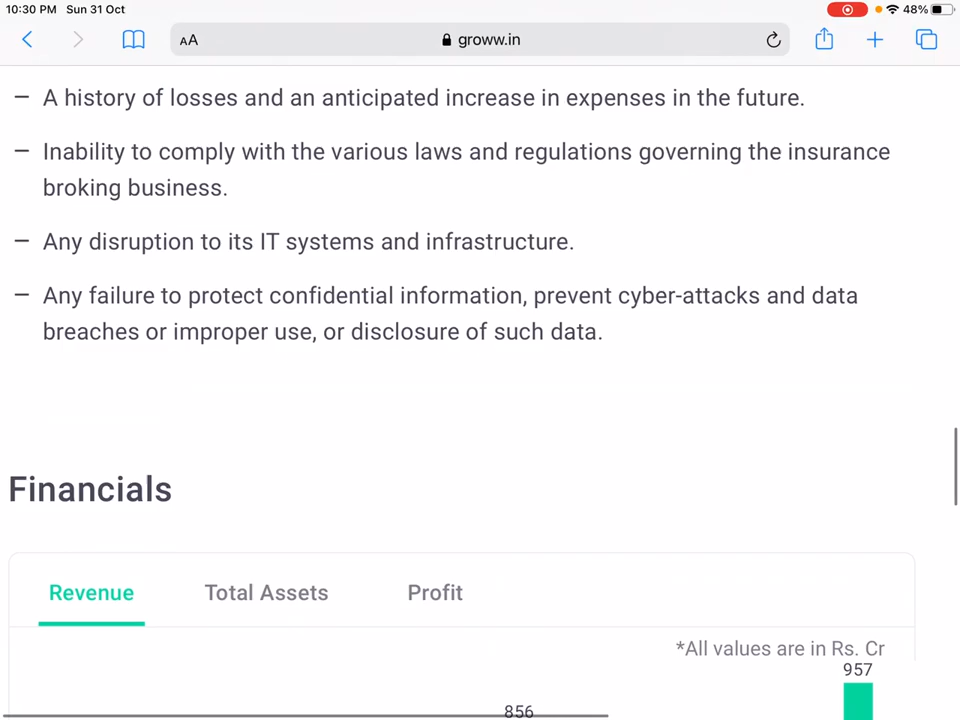 10:30 PM Sun 31 Oct 48%
AA groww.in
– A history of losses and an anticipated increase in expenses in the future.
– Inability to comply with the various laws and regulations governing the insurance
broking business.
– Any disruption to its IT systems and infrastructure.
– Any failure to protect confidential information, prevent cyber-attacks and data
breaches or improper use, or disclosure of such data.
Financials
Revenue Total Assets Profit
*All values are in Rs. Cr
957
856